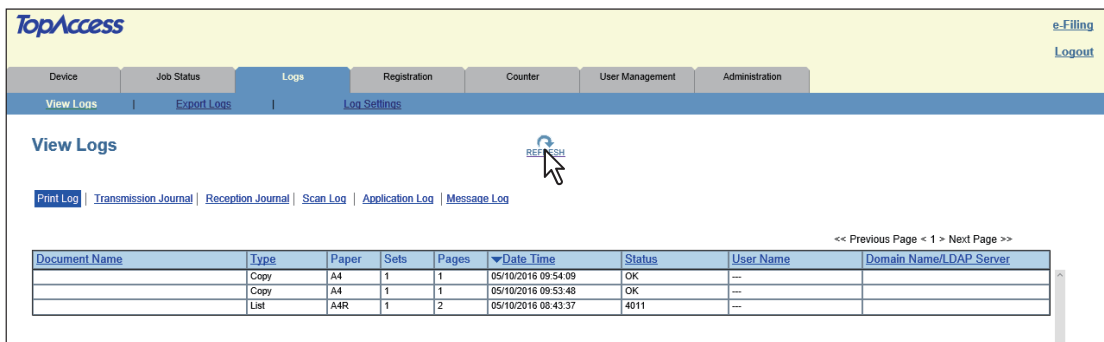 TopAccess
e-Filing
Logout
Device Job Status Logs Registration Counter User Management Administration
View Logs | Export Logs | Log Settings
View Logs
REFRESH
Print Log | Transmission Journal | Reception Journal | Scan Log | Application Log | Message Log
<< Previous Page < 1 > Next Page >>
Document Name Type Paper Sets Pages Date Time Status User Name Domain Name/LDAP Server
Copy A4 1 1 05/10/2016 09:54:09 OK ---
Copy A4 1 1 05/10/2016 09:53:48 OK ---
List A4R 1 2 05/10/2016 08:43:37 4011 ---